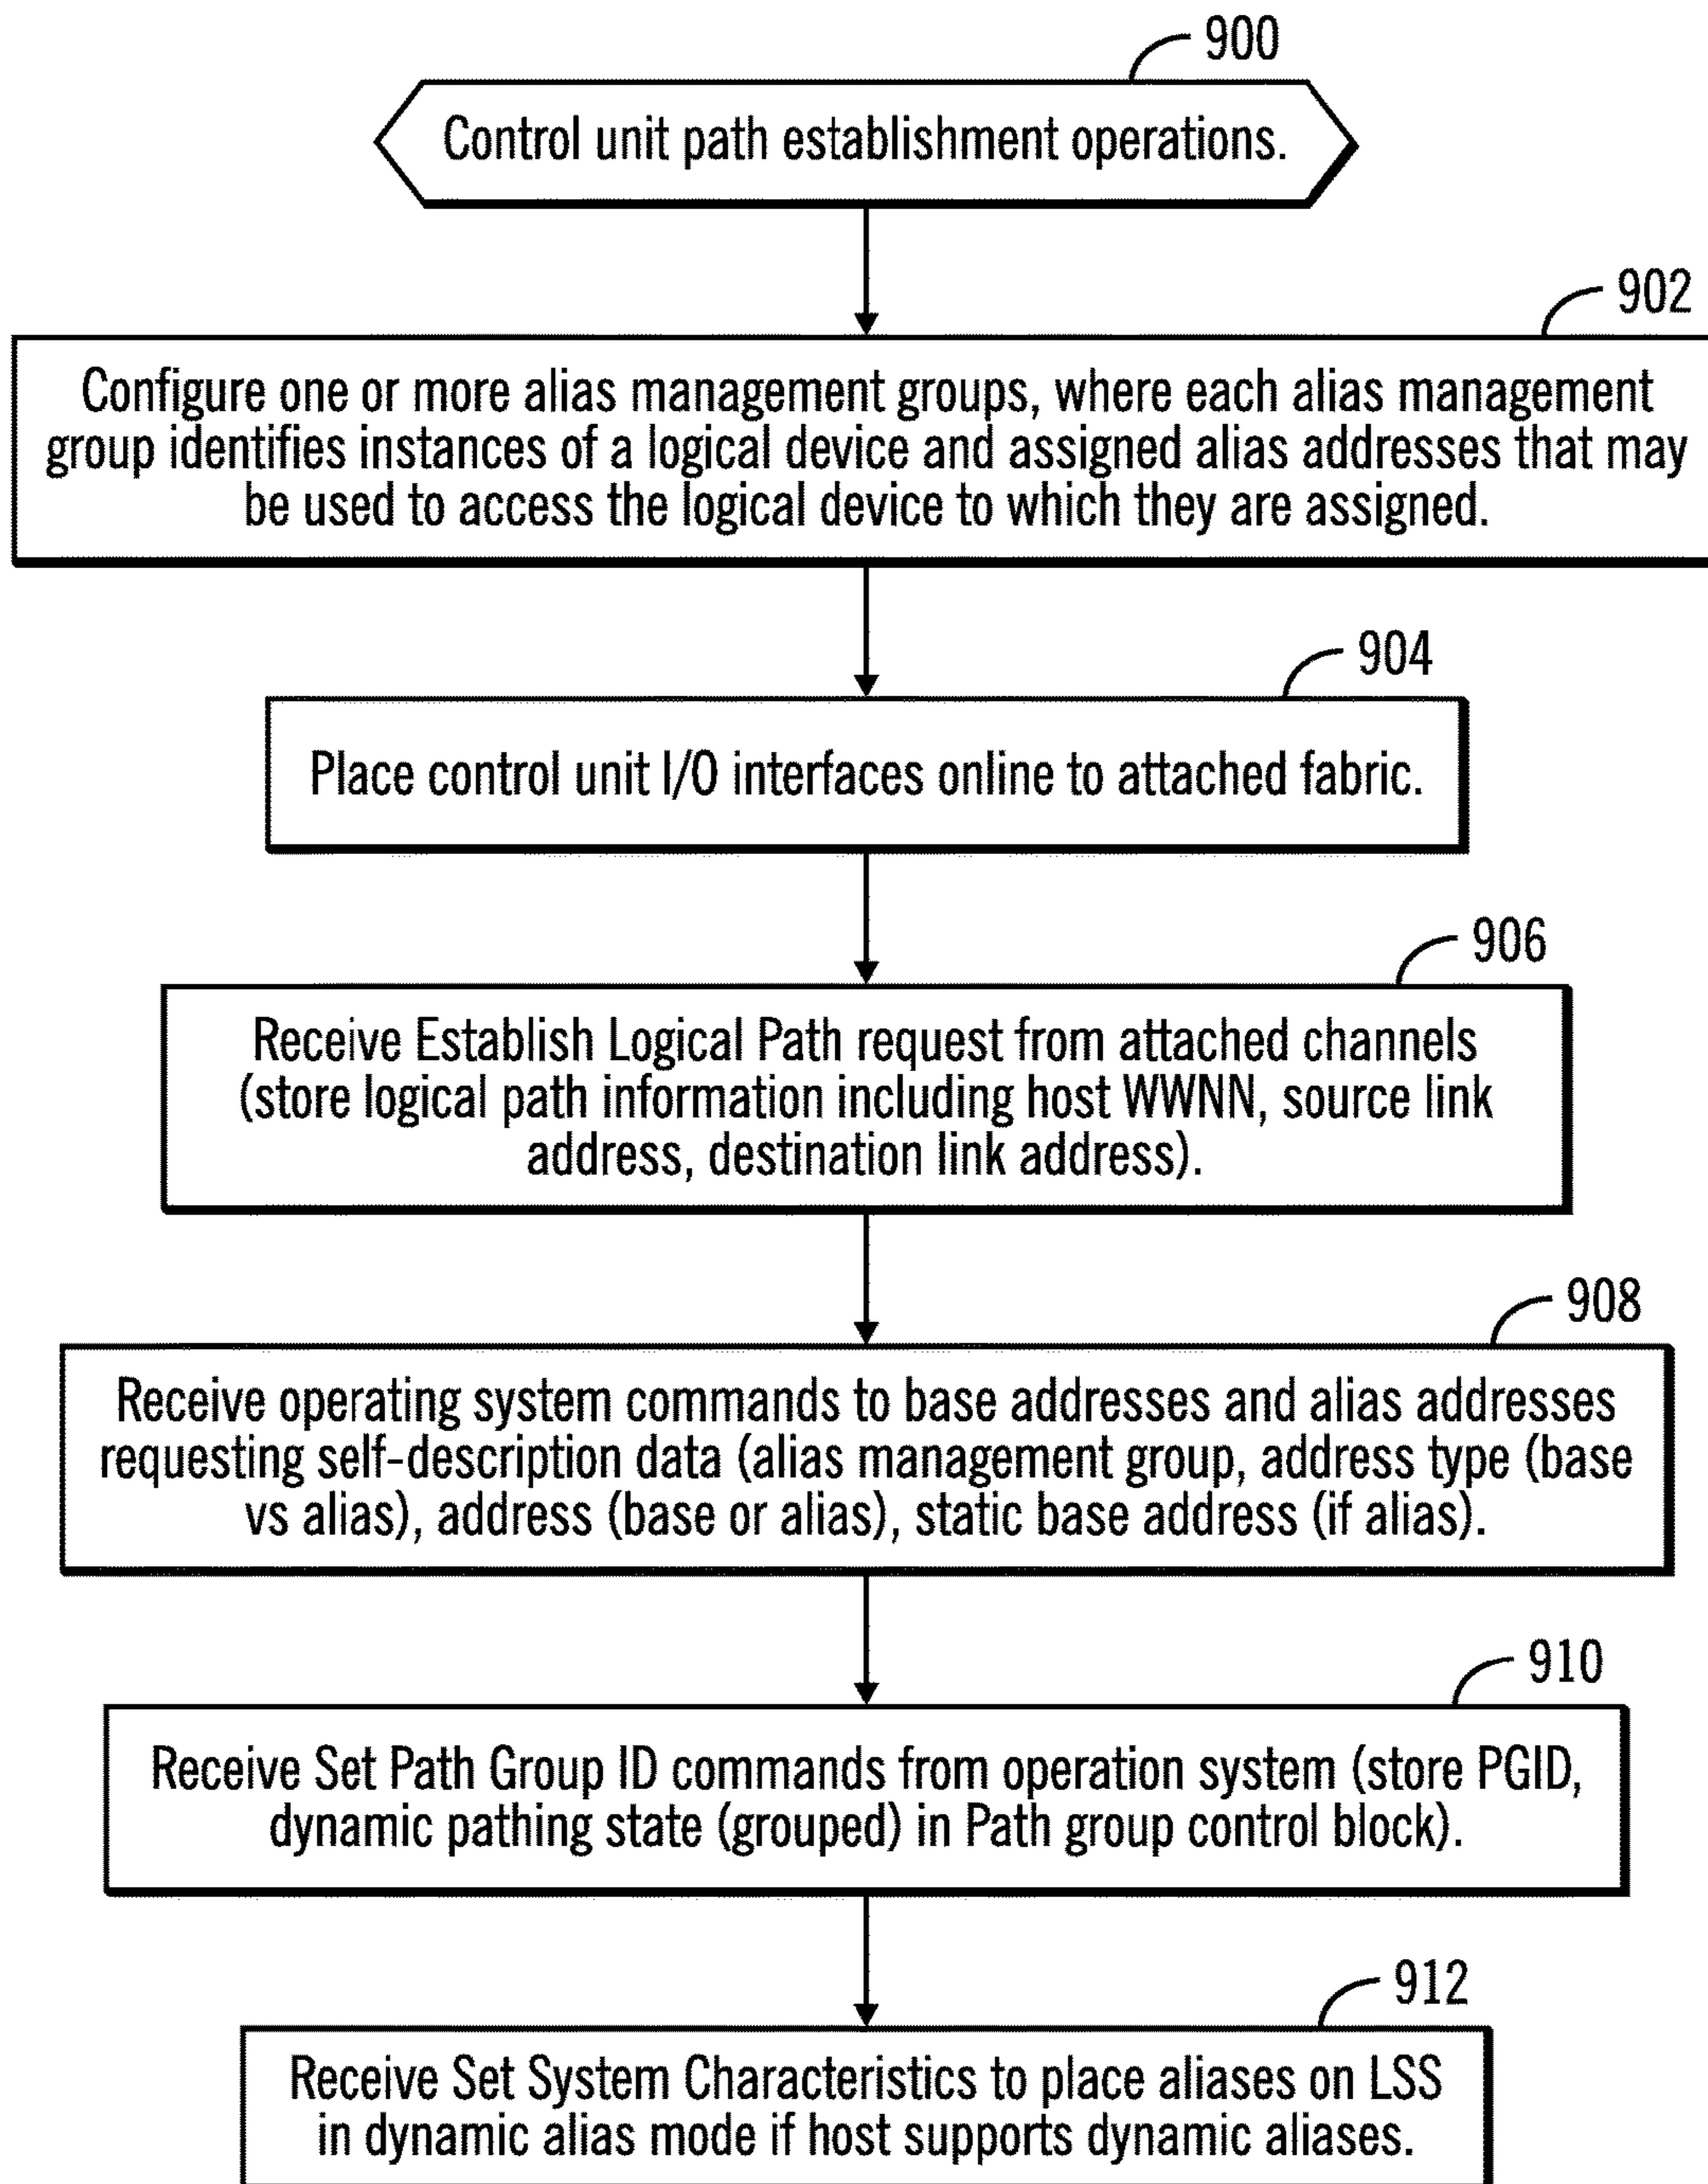 900
Control unit path establishment operations.
902
Configure one or more alias management groups, where each alias management
group identifies instances of a logical device and assigned alias addresses that may
be used to access the logical device to which they are assigned.
904
Place control unit I/O interfaces online to attached fabric.
906
Receive Establish Logical Path request from attached channels
(store logical path information including host WWNN, source link
address, destination link address).
908
Receive operating system commands to base addresses and alias addresses
requesting self-description data (alias management group, address type (base
vs alias), address (base or alias), static base address (if alias).
910
Receive Set Path Group ID commands from operation system (store PGID,
dynamic pathing state (grouped) in Path group control block).
912
Receive Set System Characteristics to place aliases on LSS
in dynamic alias mode if host supports dynamic aliases.